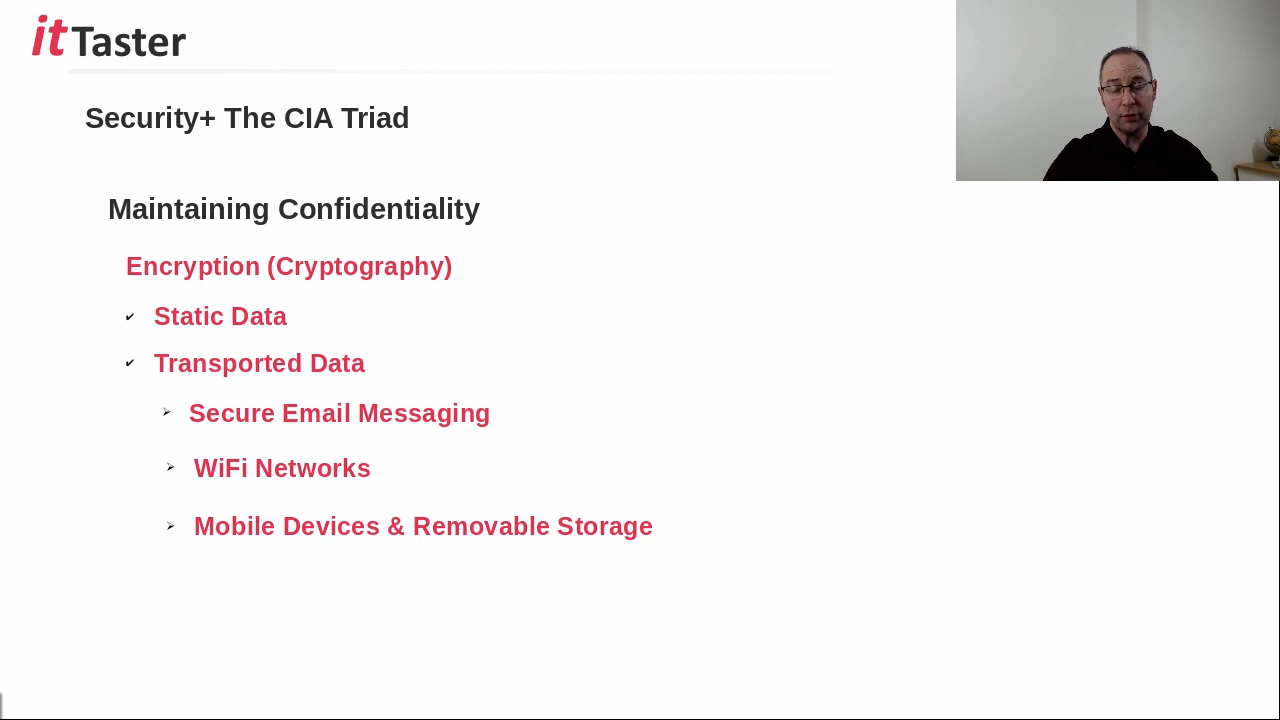 itTaster
Security+ The CIA Triad
Maintaining Confidentiality
Encryption (Cryptography)
Static Data
Transported Data
Secure Email Messaging
WiFi Networks
Mobile Devices & Removable Storage